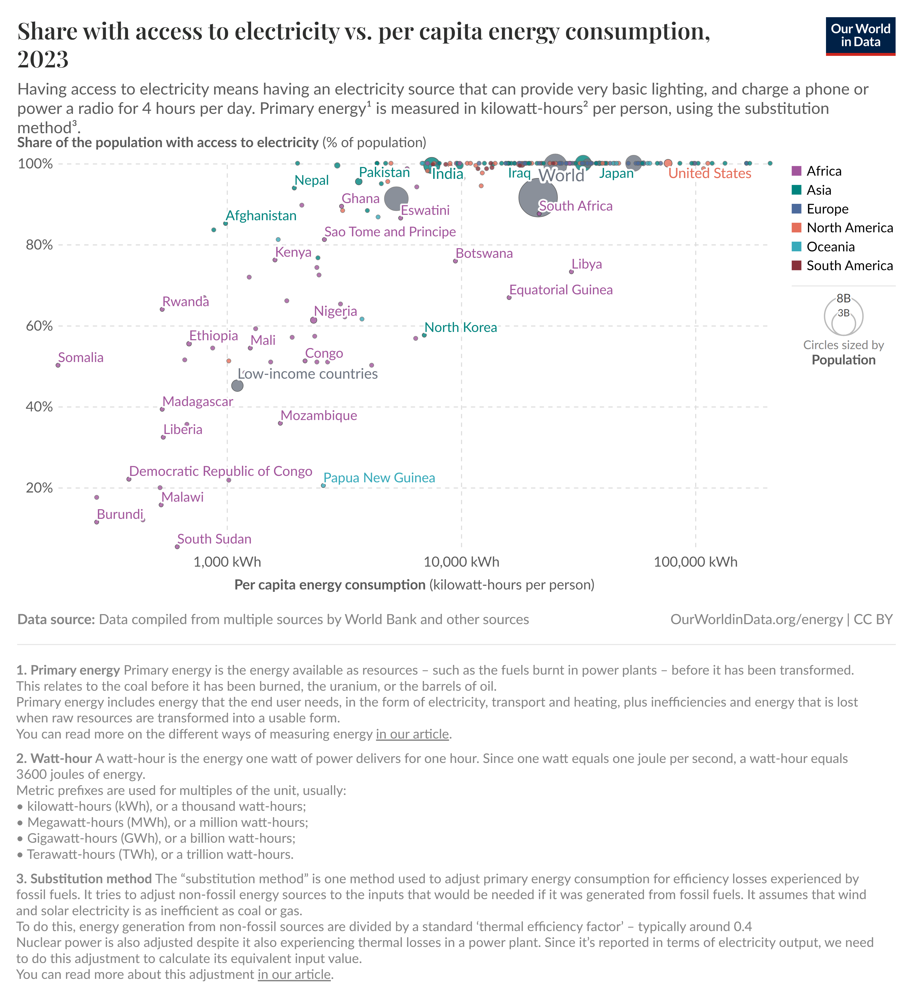 Share with access to electricity vs. per capita energy consumption,
2023
Our World
in Data
Having access to electricity means having an electricity source that can provide very basic lighting, and charge a phone or
power a radio for 4 hours per day. Primary energy¹ is measured in kilowatt-hours² per person, using the substitution
method³.
Share of the population with access to electricity (% of population)
100%
80%
60%
40%
20%
Pakistan
India
Iraq
World
Japan
United States
Nepal
Ghana
Eswatini
South Africa
Afghanistan
Sao Tome and Principe
Kenya
Botswana
Libya
Equatorial Guinea
Rwanda
Nigeria
North Korea
Ethiopia
Mali
Congo
Somalia
Low-income countries
Madagascar
Mozambique
Liberia
Democratic Republic of Congo
Papua New Guinea
Malawi
Burundi
South Sudan
1,000 kWh
10,000 kWh
100,000 kWh
Per capita energy consumption (kilowatt-hours per person)
Africa
Asia
Europe
North America
Oceania
South America
8B
3B
Circles sized by
Population
Data source: Data compiled from multiple sources by World Bank and other sources
OurWorldinData.org/energy | CC BY
1. Primary energy Primary energy is the energy available as resources – such as the fuels burnt in power plants – before it has been transformed.
This relates to the coal before it has been burned, the uranium, or the barrels of oil.
Primary energy includes energy that the end user needs, in the form of electricity, transport and heating, plus inefficiencies and energy that is lost
when raw resources are transformed into a usable form.
You can read more on the different ways of measuring energy in our article.
2. Watt-hour A watt-hour is the energy one watt of power delivers for one hour. Since one watt equals one joule per second, a watt-hour equals
3600 joules of energy.
Metric prefixes are used for multiples of the unit, usually:
• kilowatt-hours (kWh), or a thousand watt-hours;
• Megawatt-hours (MWh), or a million watt-hours;
• Gigawatt-hours (GWh), or a billion watt-hours;
• Terawatt-hours (TWh), or a trillion watt-hours.
3. Substitution method The “substitution method” is one method used to adjust primary energy consumption for efficiency losses experienced by
fossil fuels. It tries to adjust non-fossil energy sources to the inputs that would be needed if it was generated from fossil fuels. It assumes that wind
and solar electricity is as inefficient as coal or gas.
To do this, energy generation from non-fossil sources are divided by a standard ‘thermal efficiency factor’ – typically around 0.4
Nuclear power is also adjusted despite it also experiencing thermal losses in a power plant. Since it’s reported in terms of electricity output, we need
to do this adjustment to calculate its equivalent input value.
You can read more about this adjustment in our article.